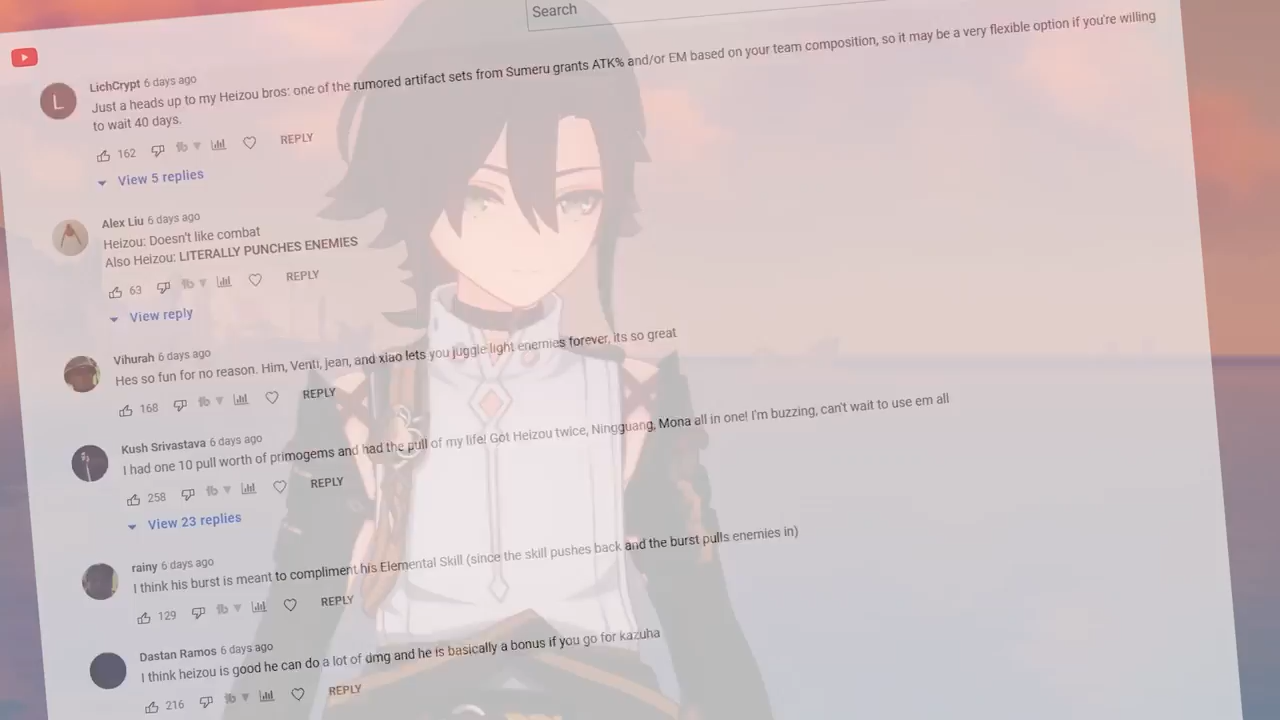 Search
LichCrypt 6 days ago
Just a heads up to my Heizou bros: one of the rumored artifact sets from Sumeru grants ATK% and/or EM based on your team composition, so it may be a very flexible option if you're willing
to wait 40 days.
162 REPLY
View 5 replies
Alex Liu 6 days ago
Heizou: Doesn't like combat
Also Heizou: LITERALLY PUNCHES ENEMIES
63 REPLY
View reply
Vihurah 6 days ago
Hes so fun for no reason. Him, Venti, jean, and xiao lets you juggle light enemies forever, its so great
168 REPLY
Kush Srivastava 6 days ago
I had one 10 pull worth of primogems and had the pull of my life! Got Heizou twice, Ningguang, Mona all in one! I'm buzzing, can't wait to use em all
258 REPLY
View 23 replies
rainy 6 days ago
I think his burst is meant to compliment his Elemental Skill (since the skill pushes back and the burst pulls enemies in)
129 REPLY
Dastan Ramos 6 days ago
I think heizou is good he can do a lot of dmg and he is basically a bonus if you go for kazuha
216 REPLY